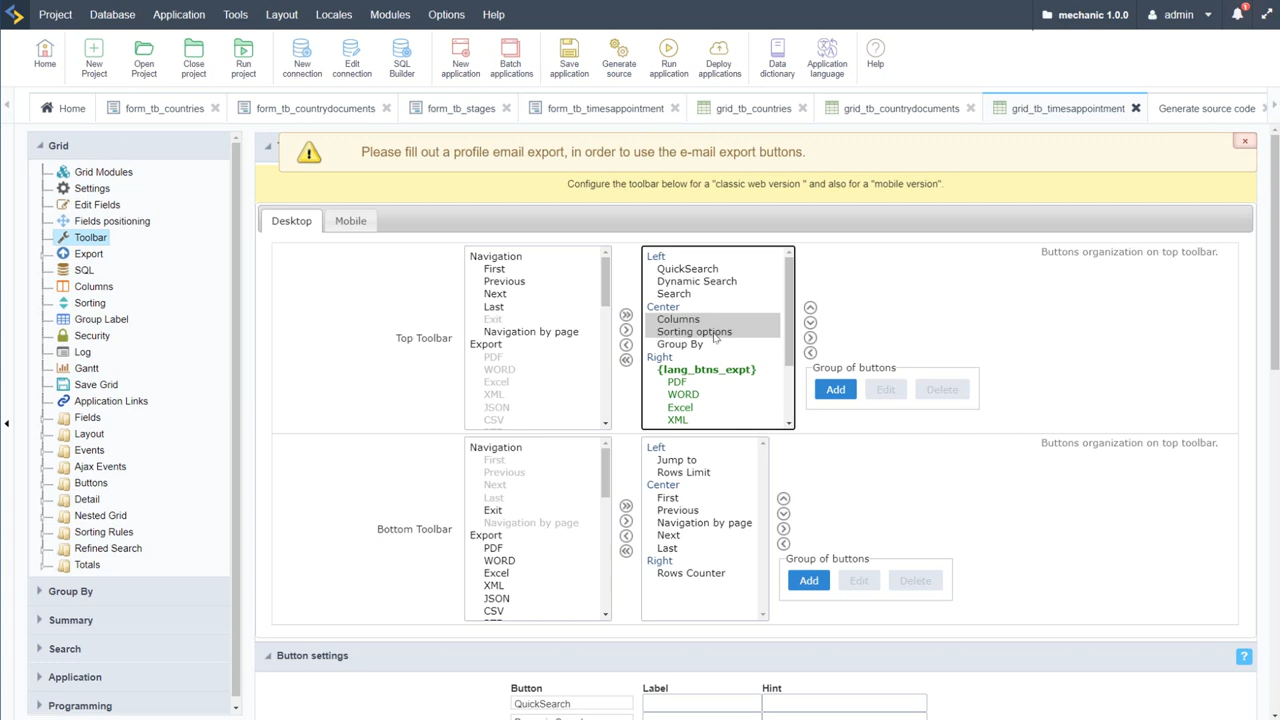 Project Database Application Tools Layout Locales Modules Options Help mechanic 1.0.0 admin 1
Home New Project Open Project Close project Run project New connection Edit connection SQL Builder New application Batch applications Save application Generate source Run application Deploy applications Data dictionary Application language Help
Home form_tb_countries form_tb_countrydocuments form_tb_stages form_tb_timesappointment grid_tb_countries grid_tb_countrydocuments grid_tb_timesappointment Generate source code
Grid
Grid Modules
Settings
Edit Fields
Fields positioning
Toolbar
Export
SQL
Columns
Sorting
Group Label
Security
Log
Gantt
Save Grid
Application Links
Fields
Layout
Events
Ajax Events
Buttons
Detail
Nested Grid
Sorting Rules
Refined Search
Totals
Group By
Summary
Search
Application
Programming
Please fill out a profile email export, in order to use the e-mail export buttons.
Configure the toolbar below for a "classic web version " and also for a "mobile version".
Desktop Mobile
Top Toolbar
Navigation
First
Previous
Next
Last
Exit
Navigation by page
Export
PDF
WORD
Excel
XML
JSON
CSV
Left
QuickSearch
Dynamic Search
Search
Center
Columns
Sorting options
Group By
Right
{lang_btns_expt}
PDF
WORD
Excel
XML
Buttons organization on top toolbar.
Group of buttons
Add Edit Delete
Bottom Toolbar
Navigation
First
Previous
Next
Last
Exit
Navigation by page
Export
PDF
WORD
Excel
XML
JSON
CSV
Left
Jump to
Rows Limit
Center
First
Previous
Navigation by page
Next
Last
Right
Rows Counter
Buttons organization on top toolbar.
Group of buttons
Add Edit Delete
Button settings ?
Button Label Hint
QuickSearch